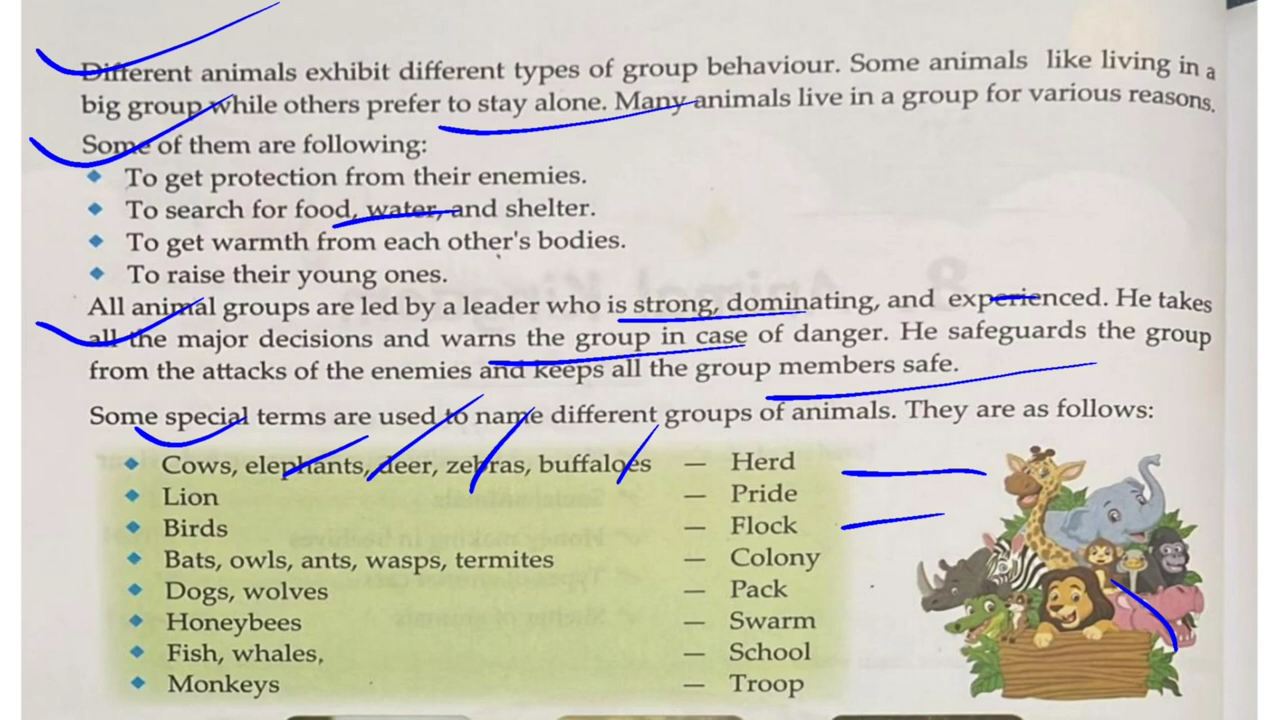 Different animals exhibit different types of group behaviour. Some animals like living in a
big group while others prefer to stay alone. Many animals live in a group for various reasons.
Some of them are following:
◆ To get protection from their enemies.
◆ To search for food, water, and shelter.
◆ To get warmth from each other's bodies.
◆ To raise their young ones.
All animal groups are led by a leader who is strong, dominating, and experienced. He takes
all the major decisions and warns the group in case of danger. He safeguards the group
from the attacks of the enemies and keeps all the group members safe.
Some special terms are used to name different groups of animals. They are as follows:
◆ Cows, elephants, deer, zebras, buffaloes — Herd
◆ Lion — Pride
◆ Birds — Flock
◆ Bats, owls, ants, wasps, termites — Colony
◆ Dogs, wolves — Pack
◆ Honeybees — Swarm
◆ Fish, whales, — School
◆ Monkeys — Troop